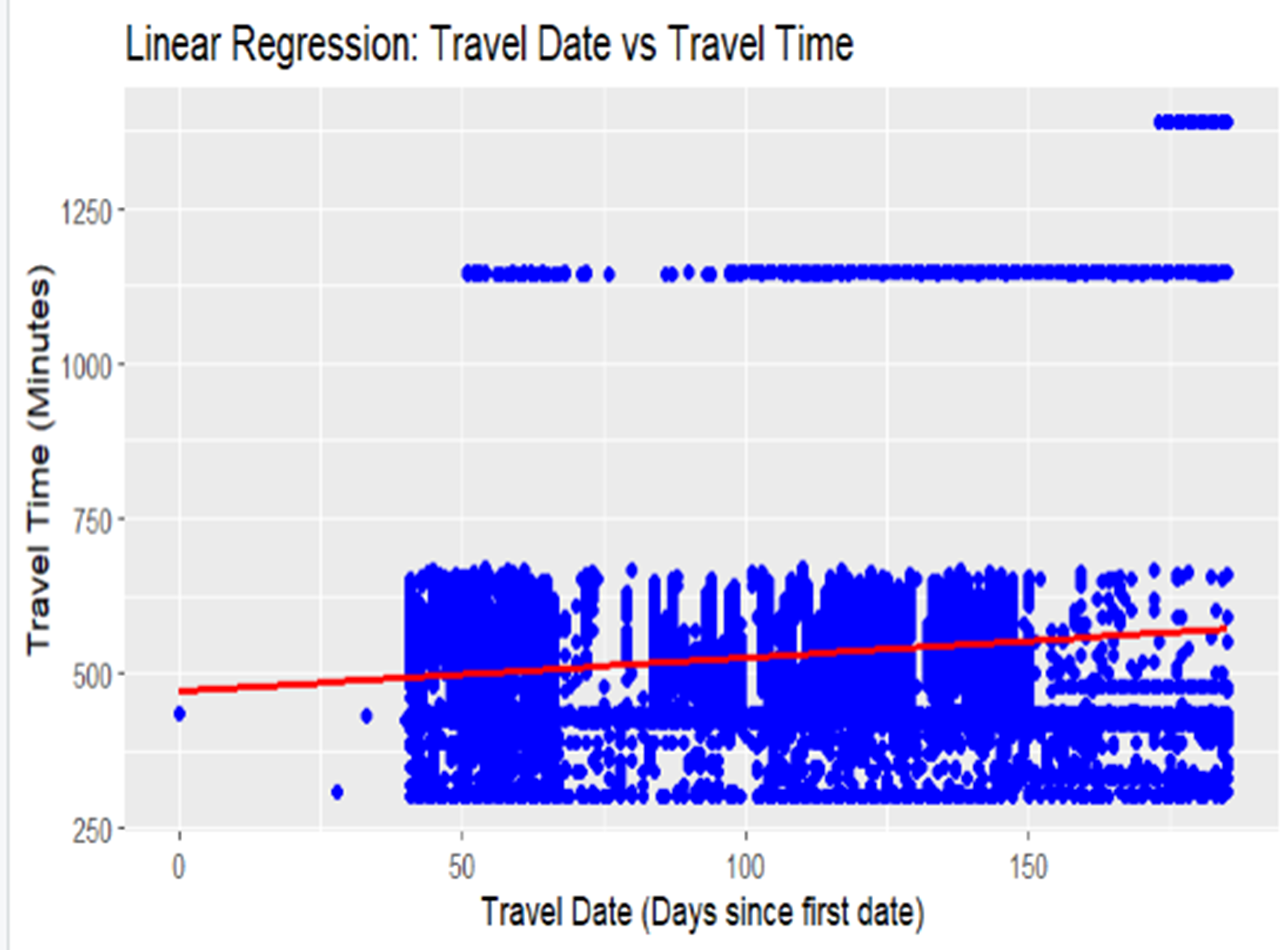 Linear Regression: Travel Date vs Travel Time
Travel Time (Minutes)
1250
1000
750
500
250
0 50 100 150
Travel Date (Days since first date)